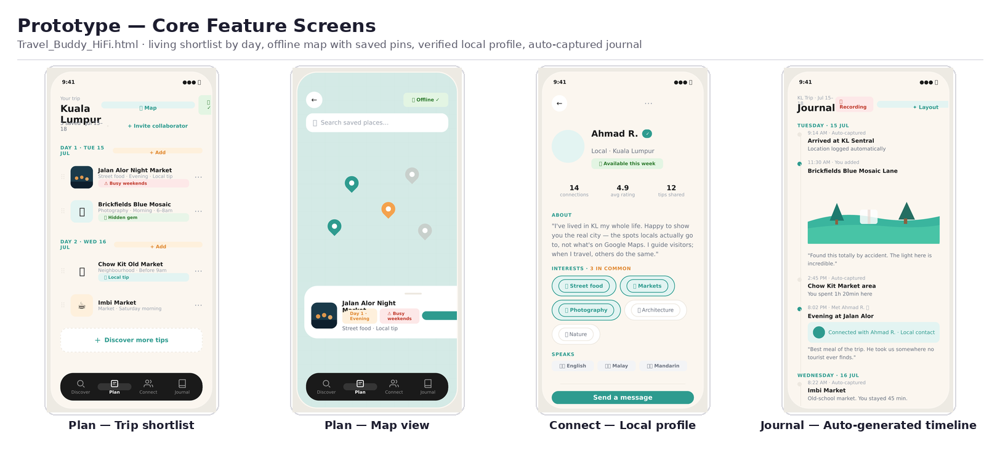 Prototype — Core Feature Screens
Travel_Buddy_HiFi.html · living shortlist by day, offline map with saved pins, verified local profile, auto-captured journal
9:41
Your trip
Kuala
Lumpur
Map
✓
5 saved · Jul 15–
18
+ Invite collaborator
DAY 1 · TUE 15
JUL
+ Add
Jalan Alor Night Market
Street food · Evening · Local tip
⚠ Busy weekends
Brickfields Blue Mosaic
Photography · Morning · 6–8am
Hidden gem
DAY 2 · WED 16
JUL
+ Add
Chow Kit Old Market
Neighbourhood · Before 9am
Local tip
Imbi Market
Market · Saturday morning
+ Discover more tips
Discover
Plan
Connect
Journal
Plan — Trip shortlist
←
Offline ✓
Search saved places...
Jalan Alor Night
Market
Day 1 ·
Evening
⚠ Busy
weekends
Street food · Local tip
Discover
Plan
Connect
Journal
Plan — Map view
9:41
←
···
Ahmad R. ✓
Local · Kuala Lumpur
Available this week
14
connections
4.9
avg rating
12
tips shared
ABOUT
"I've lived in KL my whole life. Happy to show
you the real city — the spots locals actually go
to, not what's on Google Maps. I guide visitors;
when I travel, others do the same."
INTERESTS · 3 IN COMMON
Street food
Markets
Photography
Architecture
Nature
SPEAKS
English
Malay
Mandarin
Send a message
Connect — Local profile
9:41
KL Trip · Jul 15–
18
Journal
Recording
+ Layout
TUESDAY · 15 JUL
9:14 AM · Auto-captured
Arrived at KL Sentral
Location logged automatically
11:30 AM · You added
Brickfields Blue Mosaic Lane
"Found this totally by accident. The light here is
incredible."
2:45 PM · Auto-captured
Chow Kit Market area
You spent 1h 20min here
8:02 PM · Met Ahmad R.
Evening at Jalan Alor
Connected with Ahmad R. · Local contact
"Best meal of the trip. He took us somewhere no
tourist ever finds."
WEDNESDAY · 16 JUL
8:22 AM · Auto-captured
Imbi Market
Old-school market. You stayed 45 min.
Journal — Auto-generated timeline